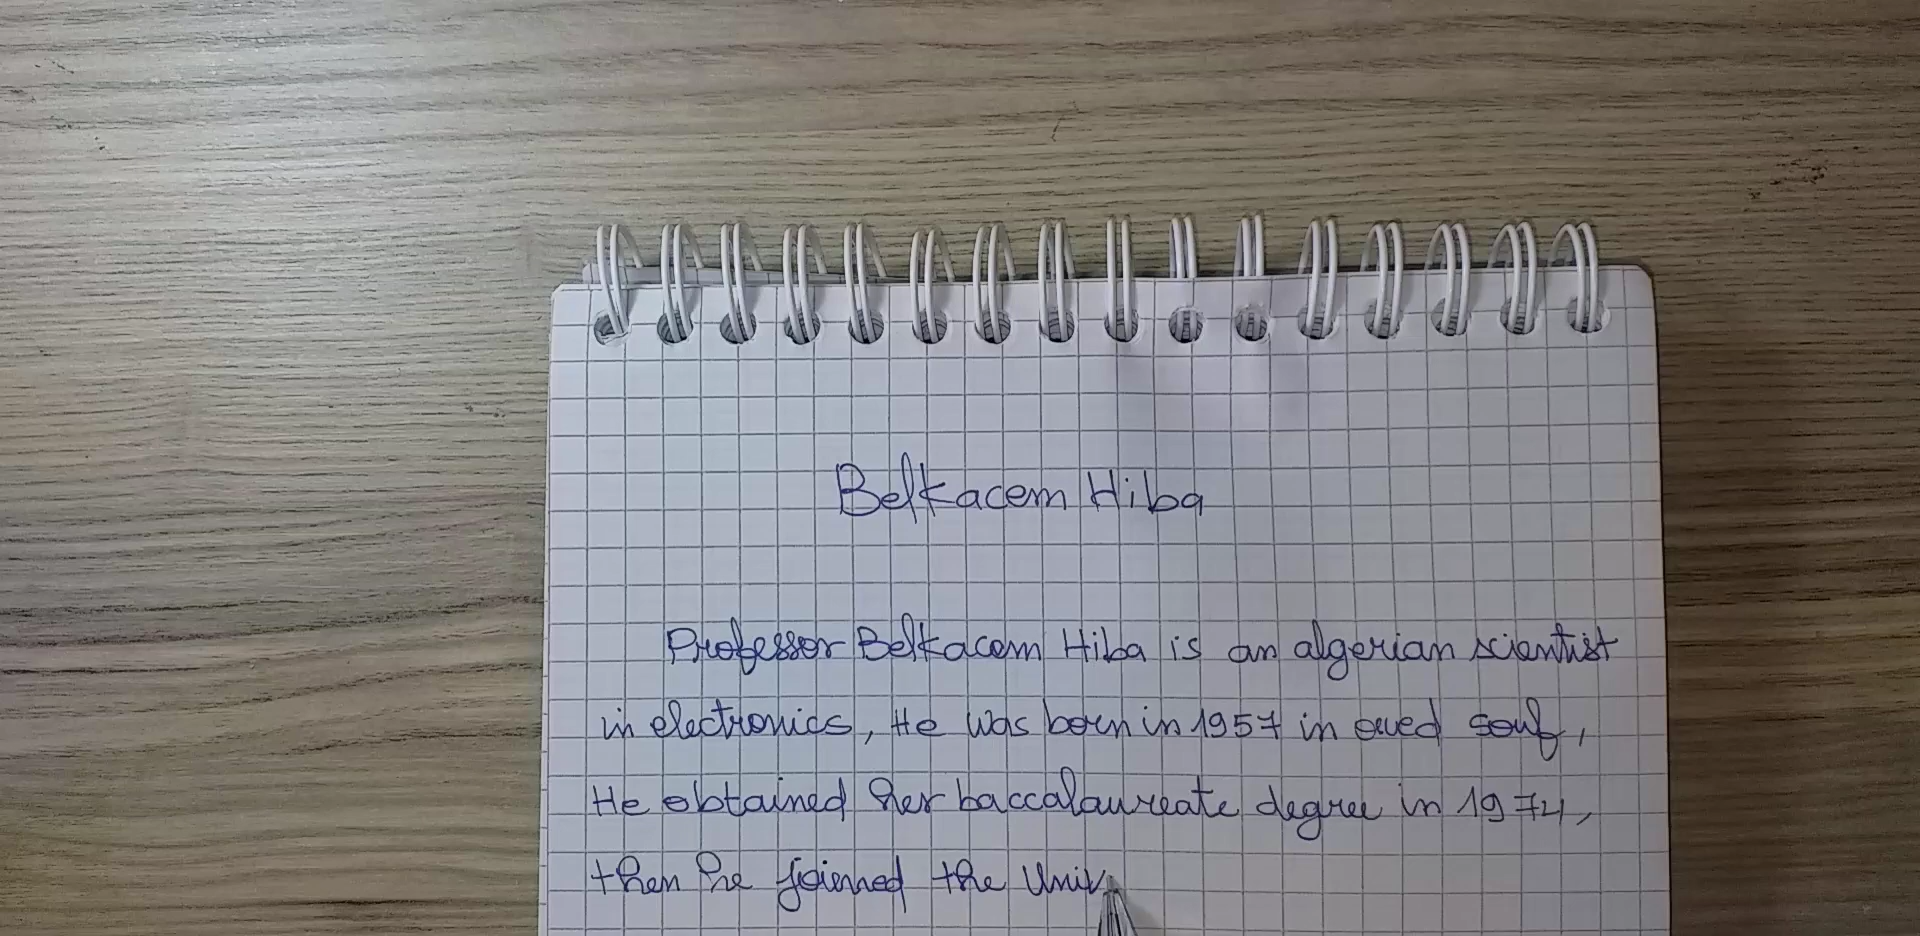 Belkacem Hiba
Professor Belkacem Hiba is an algerian scientist
in electronics, He was born in 1957 in oued souf,
He obtained her baccalaureate degree in 1974,
then he joined the Univ